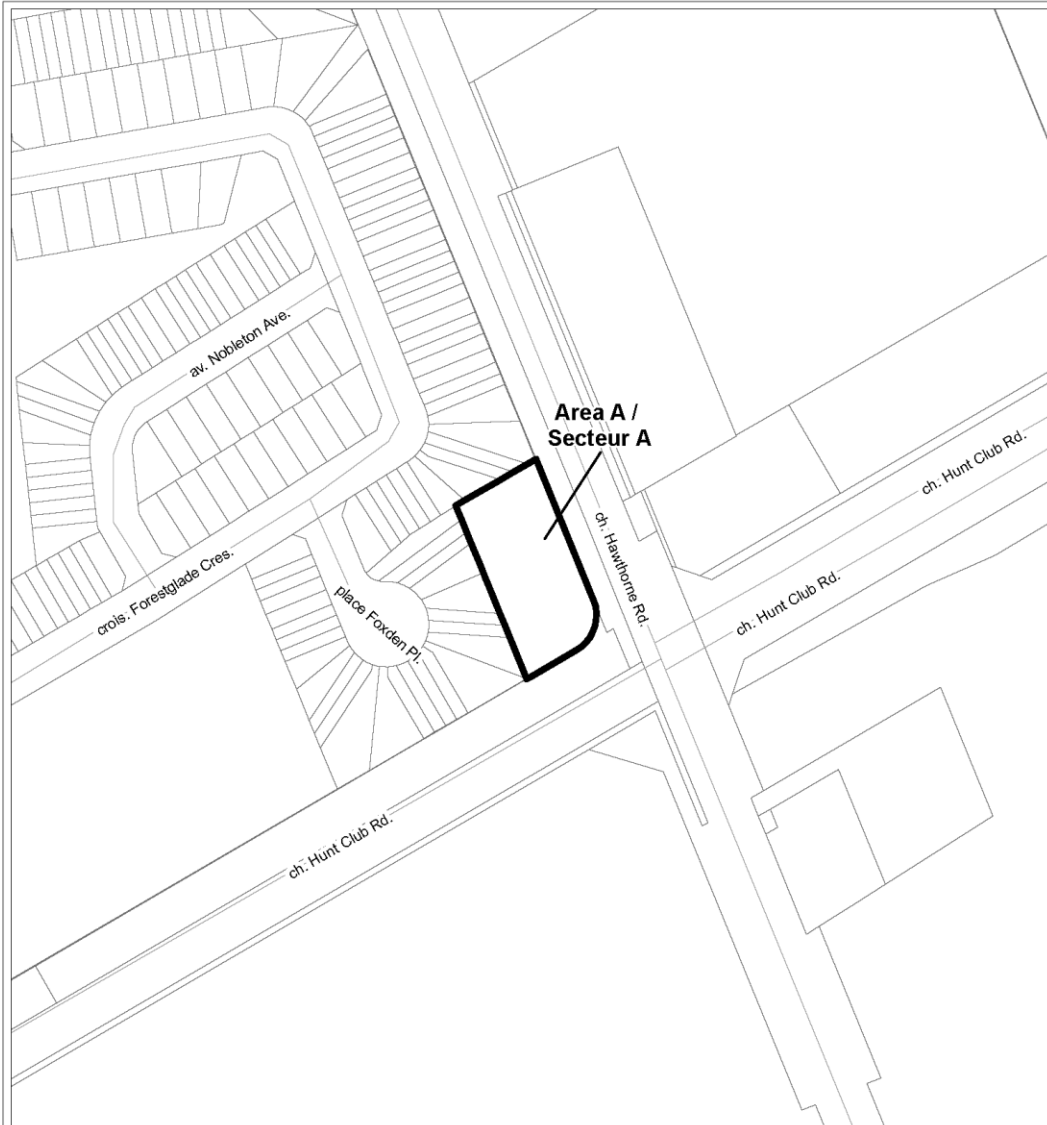 av. Nobleton Ave.
Area A /
Secteur A
ch. Hunt Club Rd.
ch. Hawthorne Rd.
crois. Forestglade Cres.
place Foxden Pl.
ch. Hunt Club Rd.
ch. Hunt Club Rd.